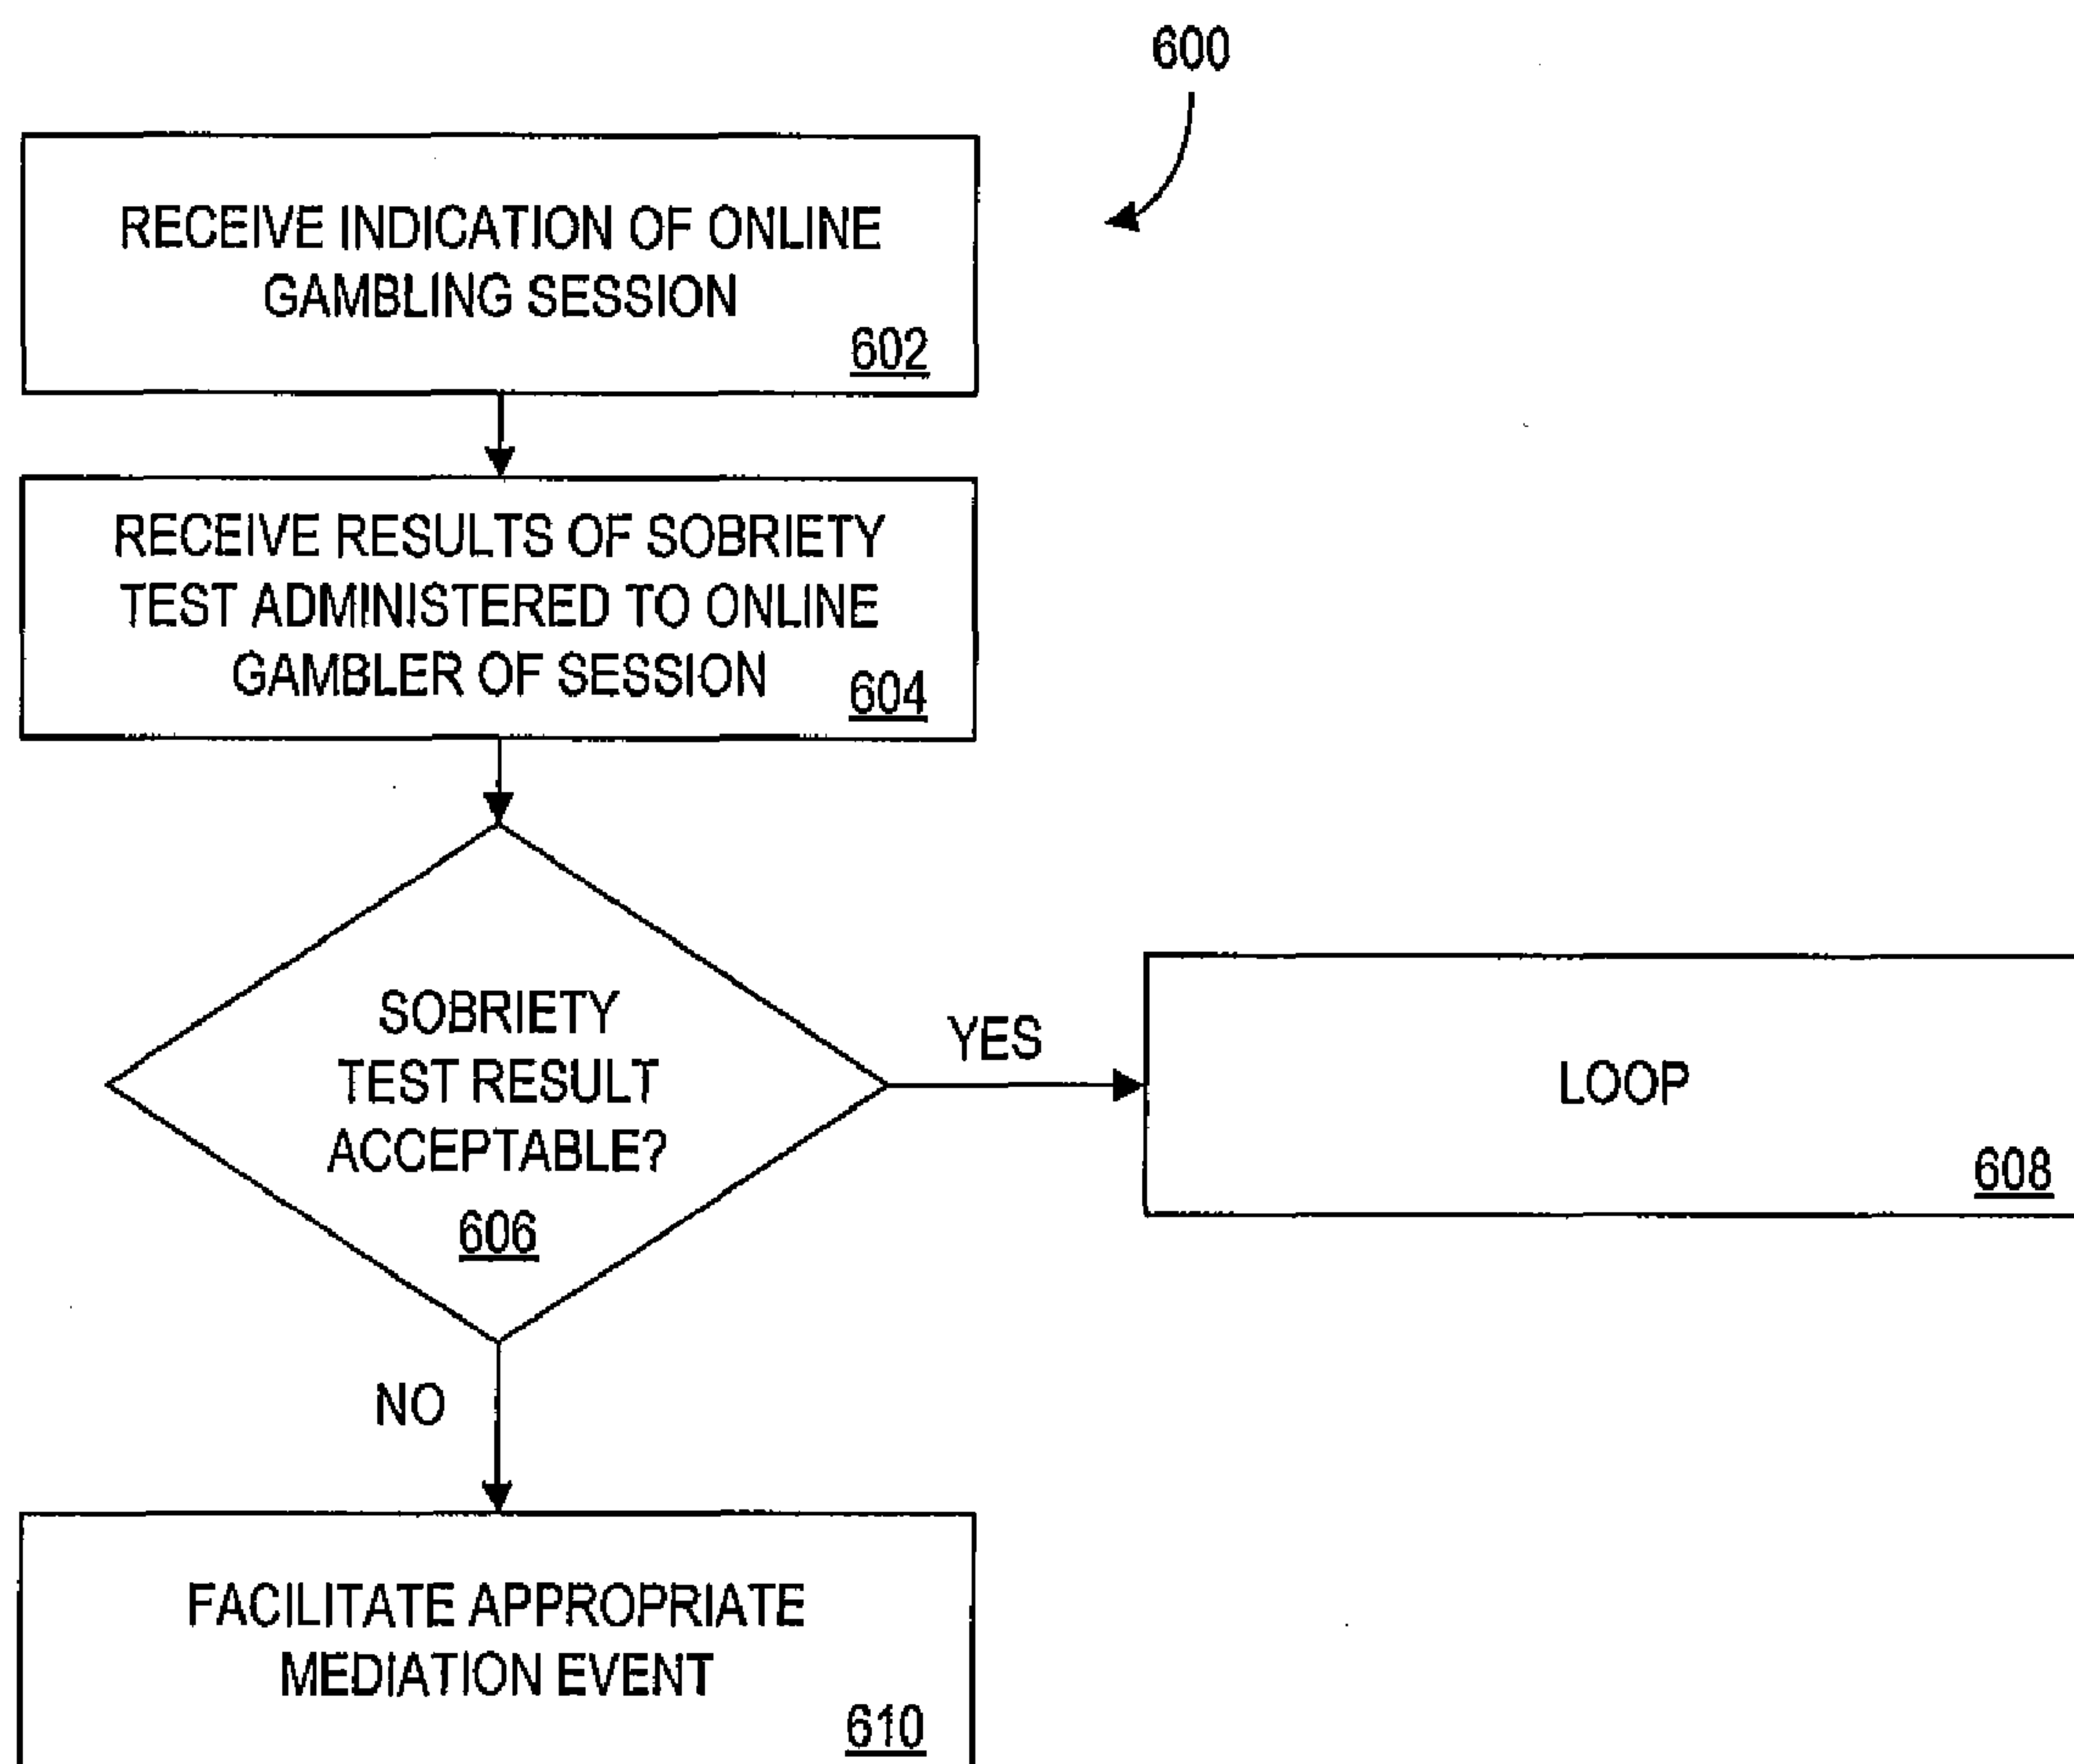 600
RECEIVE INDICATION OF ONLINE
GAMBLING SESSION
602
RECEIVE RESULTS OF SOBRIETY
TEST ADMINISTERED TO ONLINE
GAMBLER OF SESSION
604
SOBRIETY
TEST RESULT
ACCEPTABLE?
606
YES
LOOP
608
NO
FACILITATE APPROPRIATE
MEDIATION EVENT
610